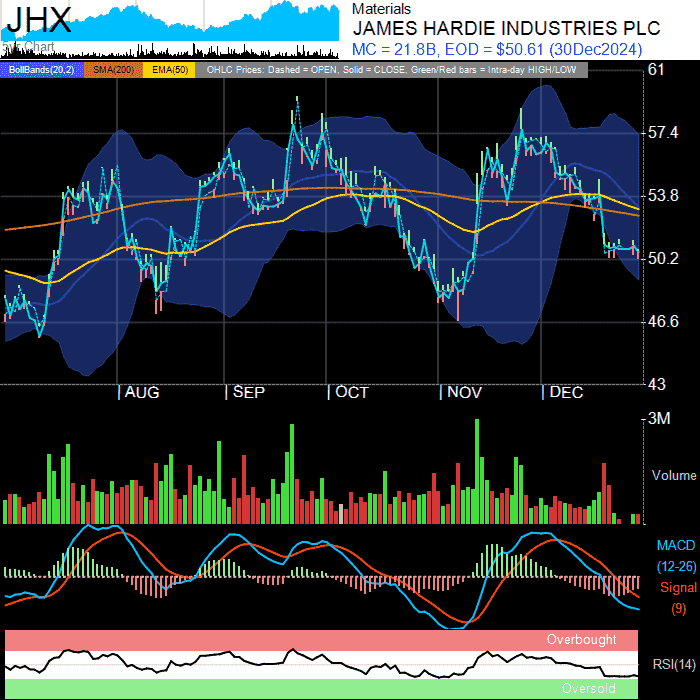 JHX
5yr Chart
Materials
JAMES HARDIE INDUSTRIES PLC
MC = 21.8B, EOD = $50.61 (30Dec2024)
BollBands(20,2) SMA(200) EMA(50) OHLC Prices: Dashed = OPEN, Solid = CLOSE, Green/Red bars = Intra-day HIGH/LOW
61
57.4
53.8
50.2
46.6
43
AUG SEP OCT NOV DEC
3M
Volume
MACD
(12-26)
Signal
(9)
Overbought
RSI(14)
Oversold